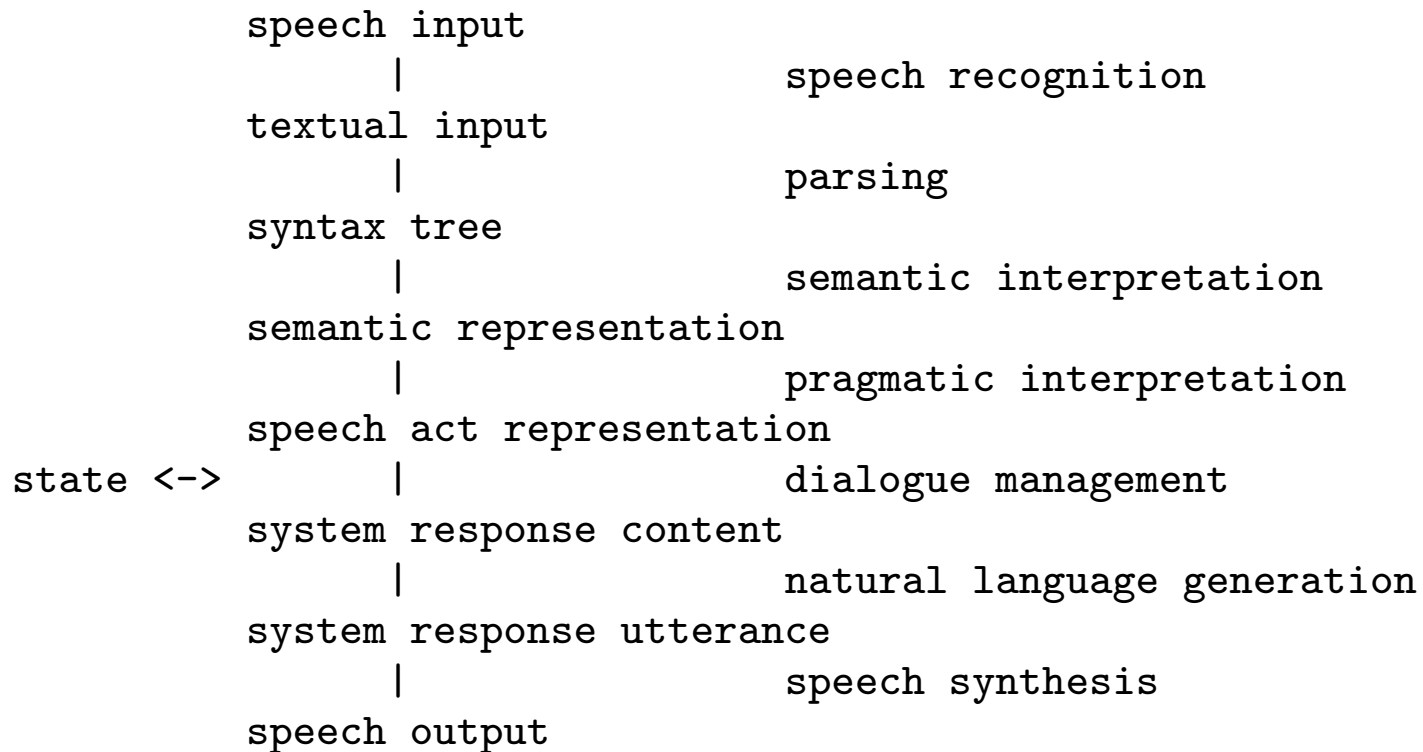 speech input
| speech recognition
textual input
| parsing
syntax tree
| semantic interpretation
semantic representation
| pragmatic interpretation
speech act representation
state <-> | dialogue management
system response content
| natural language generation
system response utterance
| speech synthesis
speech output